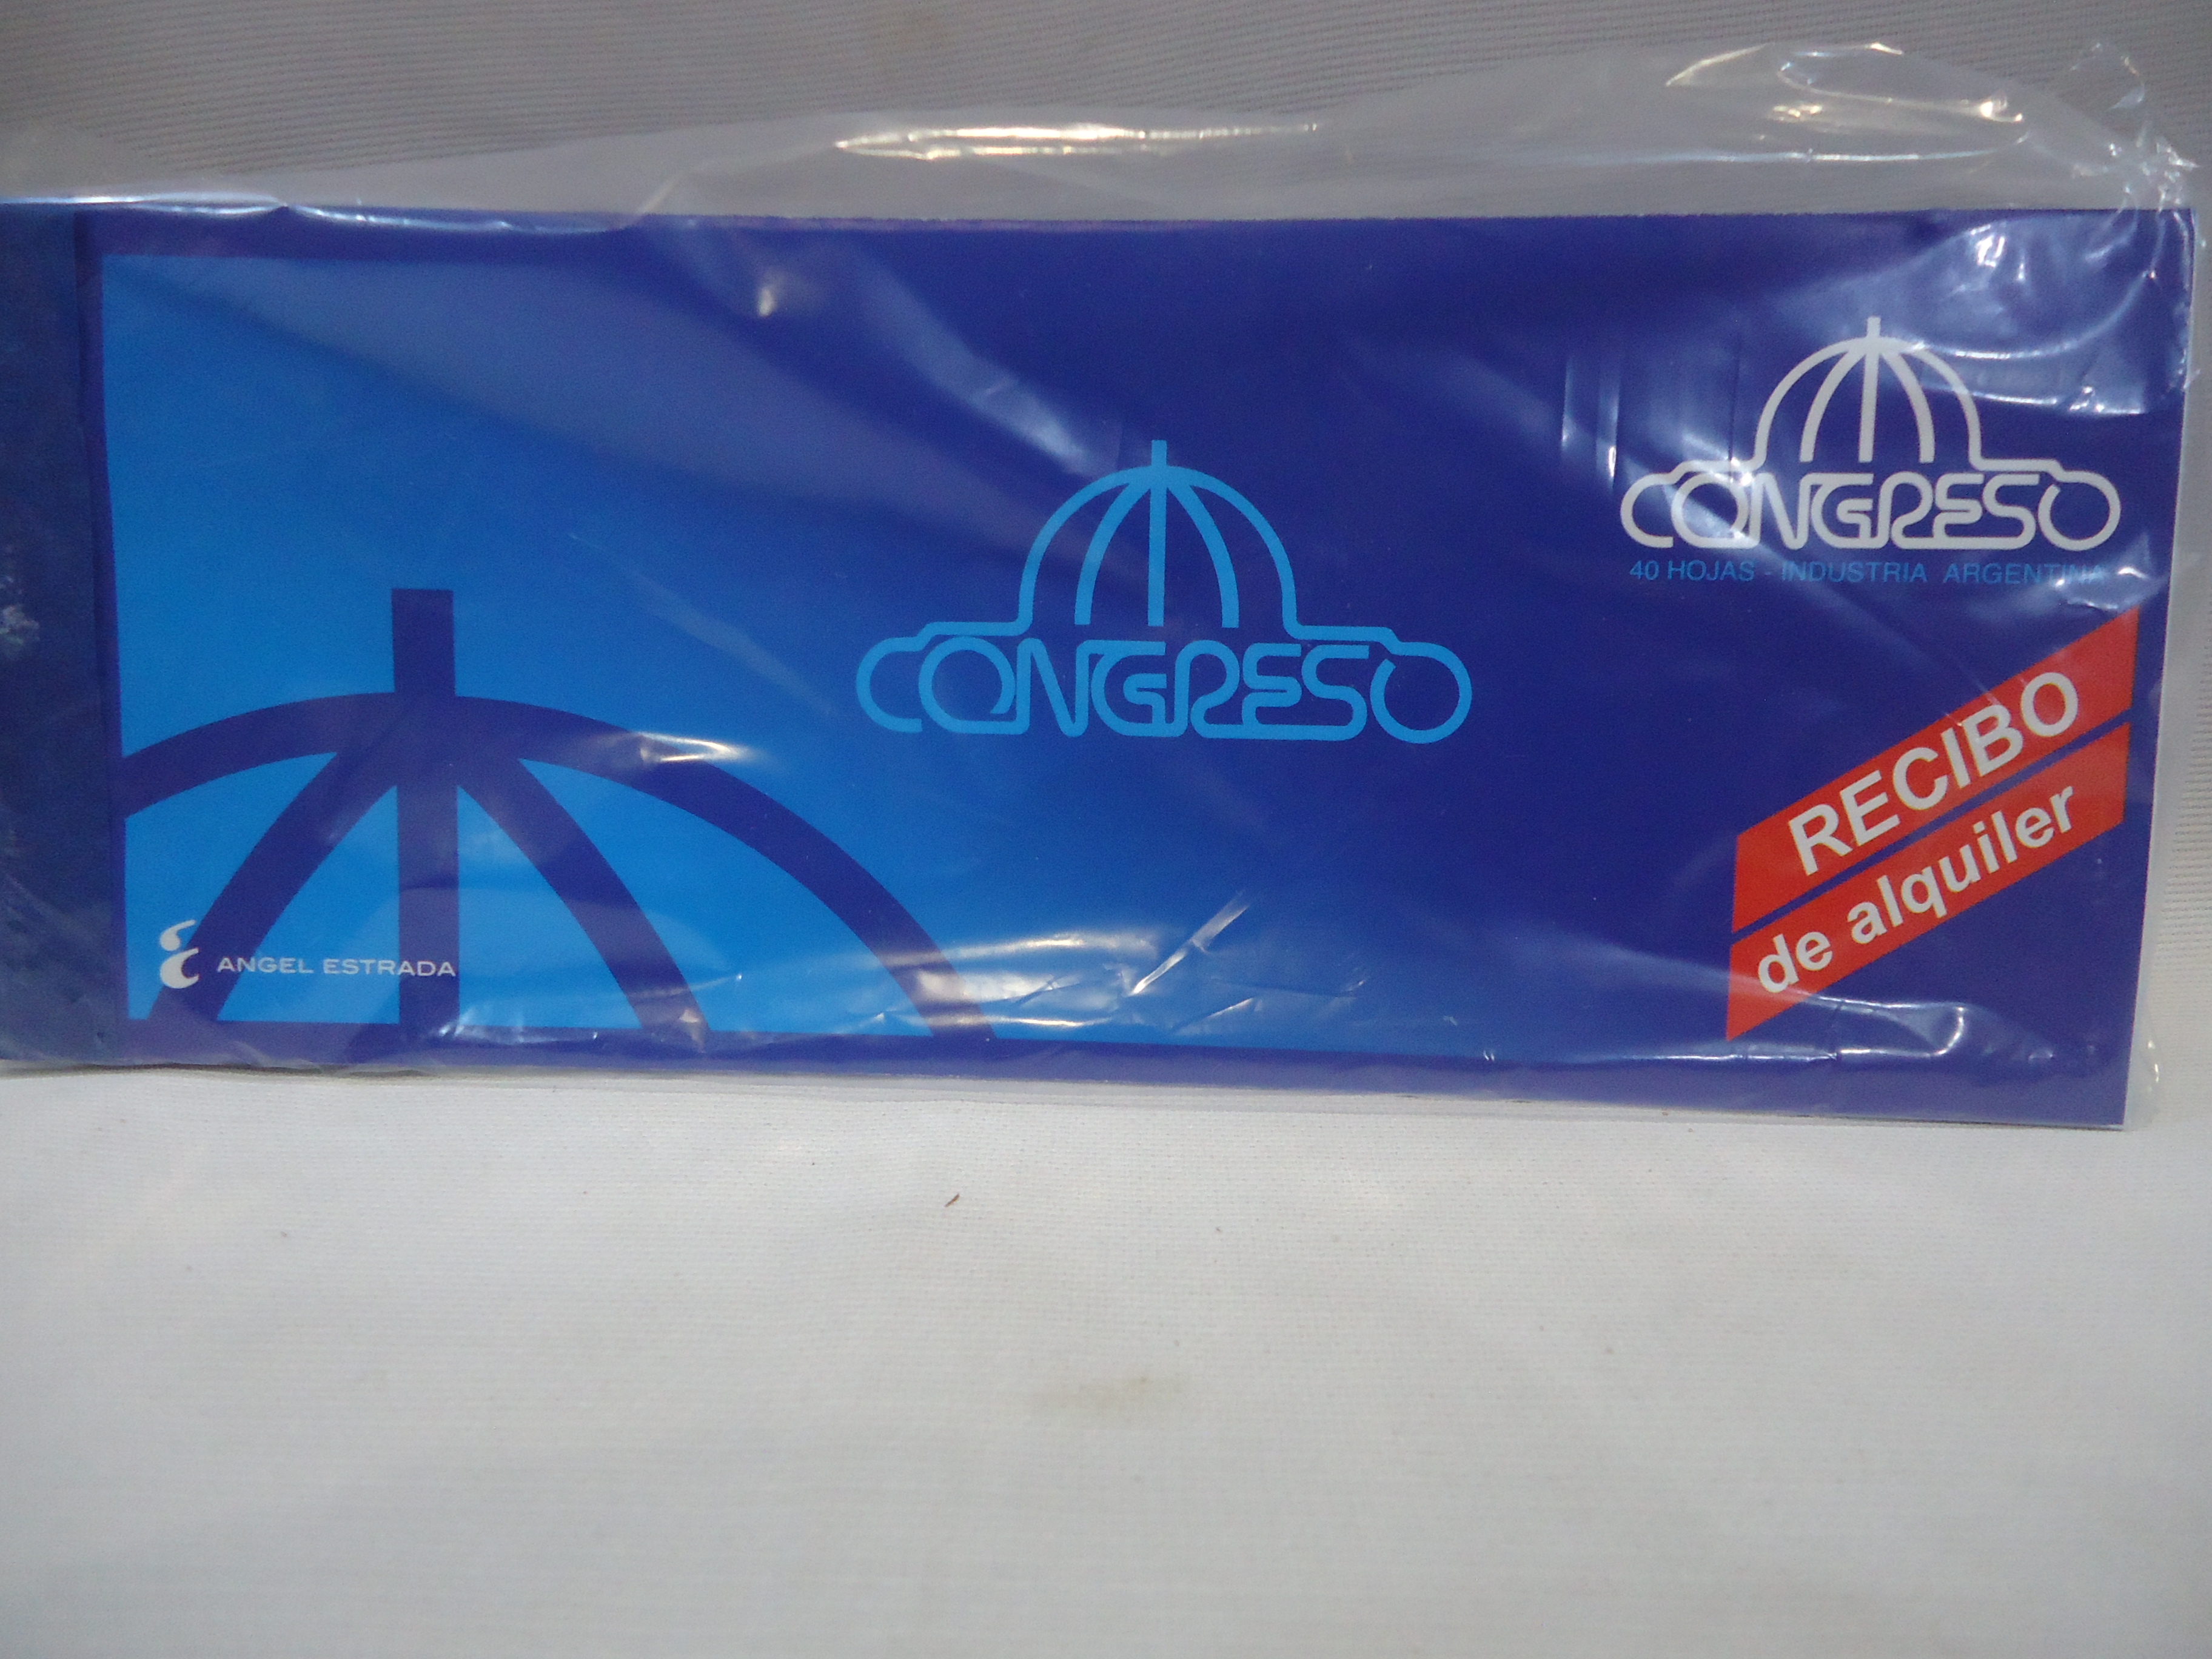 CONGRESO
40 HOJAS - INDUSTRIA ARGENTINA
CONGRESO
RECIBO
de alquiler
ANGEL ESTRADA